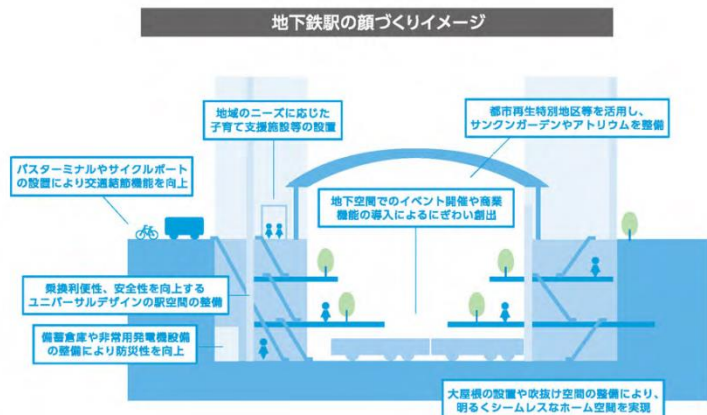 地下鉄駅の顔づくりイメージ
地域のニーズに応じた
子育て支援施設等の設置
都市再生特別地区等を活用し、
サンクンガーデンやアトリウムを整備
バスターミナルやサイクルポート
の設置により交通結節機能を向上
地下空間でのイベント開催や商業
機能の導入によるにぎわい創出
乗換利便性、安全性を向上する
ユニバーサルデザインの駅空間の整備
備蓄倉庫や非常用発電機設備
の整備により防災性を向上
大屋根の設置や吹抜け空間の整備により、
明るくシームレスなホーム空間を実現